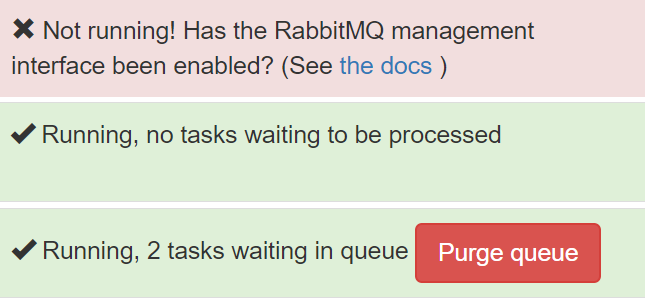 Not running! Has the RabbitMQ management
interface been enabled? (See the docs )
Running, no tasks waiting to be processed
Running, 2 tasks waiting in queue Purge queue